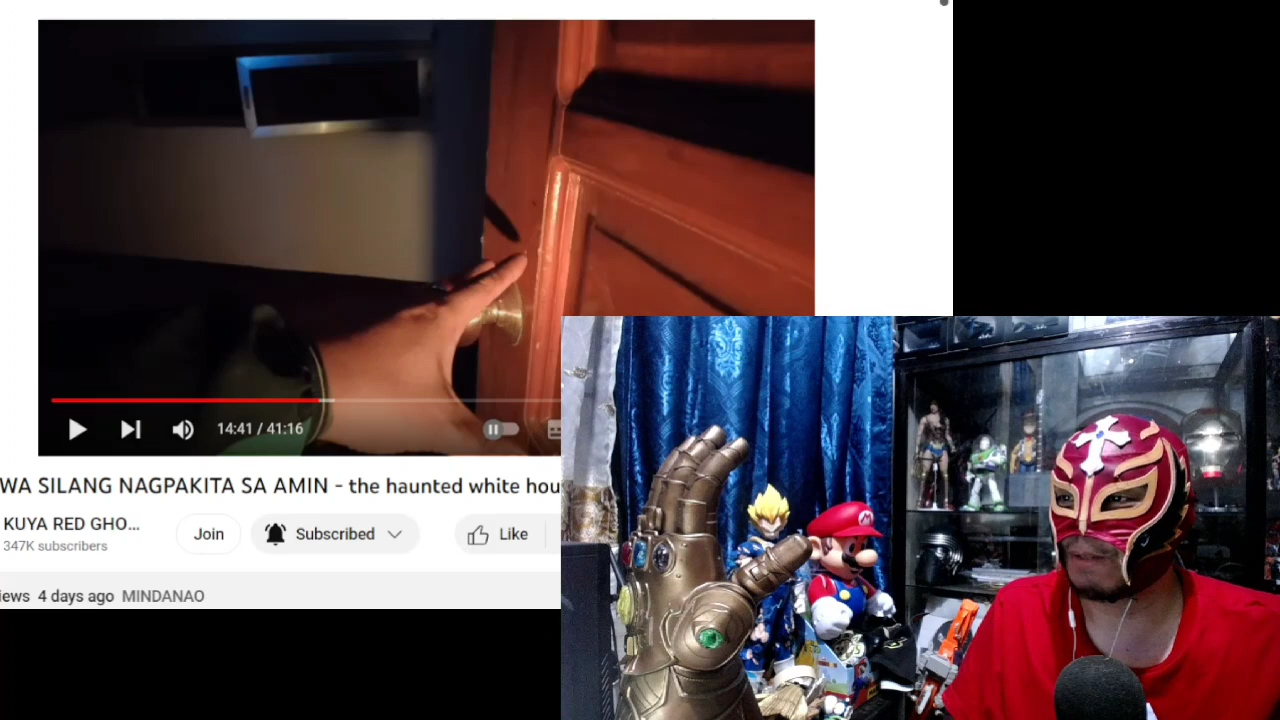 14:41 / 41:16
WA SILANG NAGPAKITA SA AMIN - the haunted white hou
KUYA RED GHO...
347K subscribers
Join
Subscribed
Like
iews 4 days ago MINDANAO
M